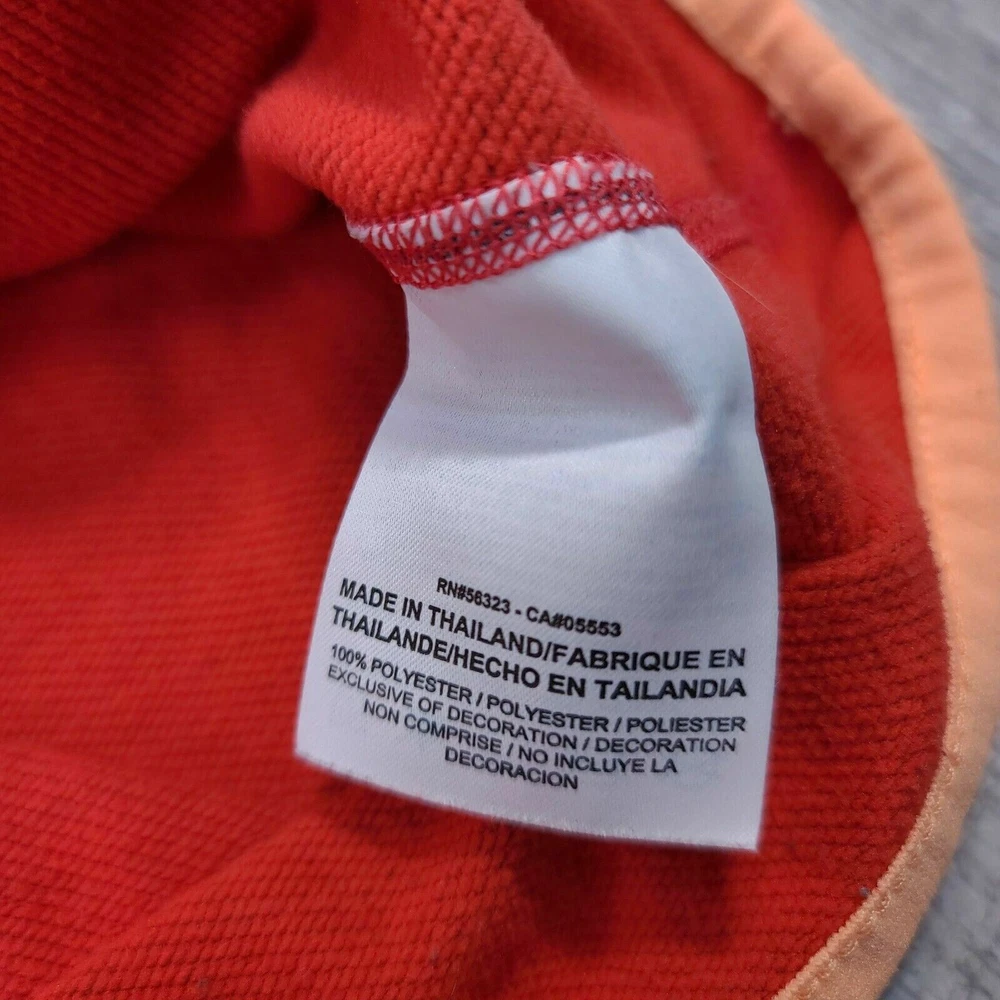 RN#56323 - CA#05553
MADE IN THAILAND/FABRIQUE EN
THAILANDE/HECHO EN TAILANDIA
100% POLYESTER / POLYESTER / POLIESTER
EXCLUSIVE OF DECORATION / DECORATION
NON COMPRISE / NO INCLUYE LA
DECORACION